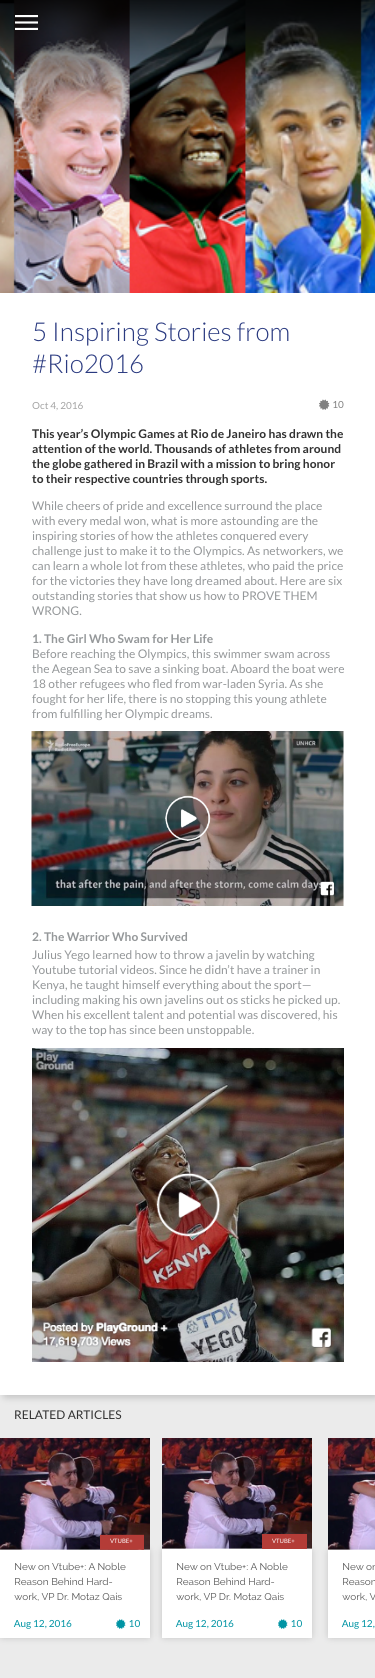 5 Inspiring Stories from
#Rio2016
Oct 4, 2016
10
This year's Olympic Games at Rio de Janeiro has drawn the
attention of the world. Thousands of athletes from around
the globe gathered in Brazil with a mission to bring honor
to their respective countries through sports.
While cheers of pride and excellence surround the place
with every medal won, what is more astounding are the
inspiring stories of how the athletes conquered every
challenge just to make it to the Olympics. As networkers, we
can learn a whole lot from these athletes, who paid the price
for the victories they have long dreamed about. Here are six
outstanding stories that show us how to PROVE THEM
WRONG.
1. The Girl Who Swam for Her Life
Before reaching the Olympics, this swimmer swam across
the Aegean Sea to save a sinking boat. Aboard the boat were
18 other refugees who fled from war-laden Syria. As she
fought for her life, there is no stopping this young athlete
from fulfilling her Olympic dreams.
UNHCR
that after the pain, and after the storm, come calm days
2. The Warrior Who Survived
Julius Yego learned how to throw a javelin by watching
Youtube tutorial videos. Since he didn't have a trainer in
Kenya, he taught himself everything about the sport—
including making his own javelins out os sticks he picked up.
When his excellent talent and potential was discovered, his
way to the top has since been unstoppable.
Play
Ground
KENYA
TDK
YEGO
Posted by PlayGround +
17,619,703 Views
RELATED ARTICLES
VTUBE+
VTUBE+
New on Vtube+: A Noble
Reason Behind Hard-
work, VP Dr. Motaz Qais
Aug 12, 2016
10
New on Vtube+: A Noble
Reason Behind Hard-
work, VP Dr. Motaz Qais
Aug 12, 2016
10
New on
Reason
work, V
Aug 12,